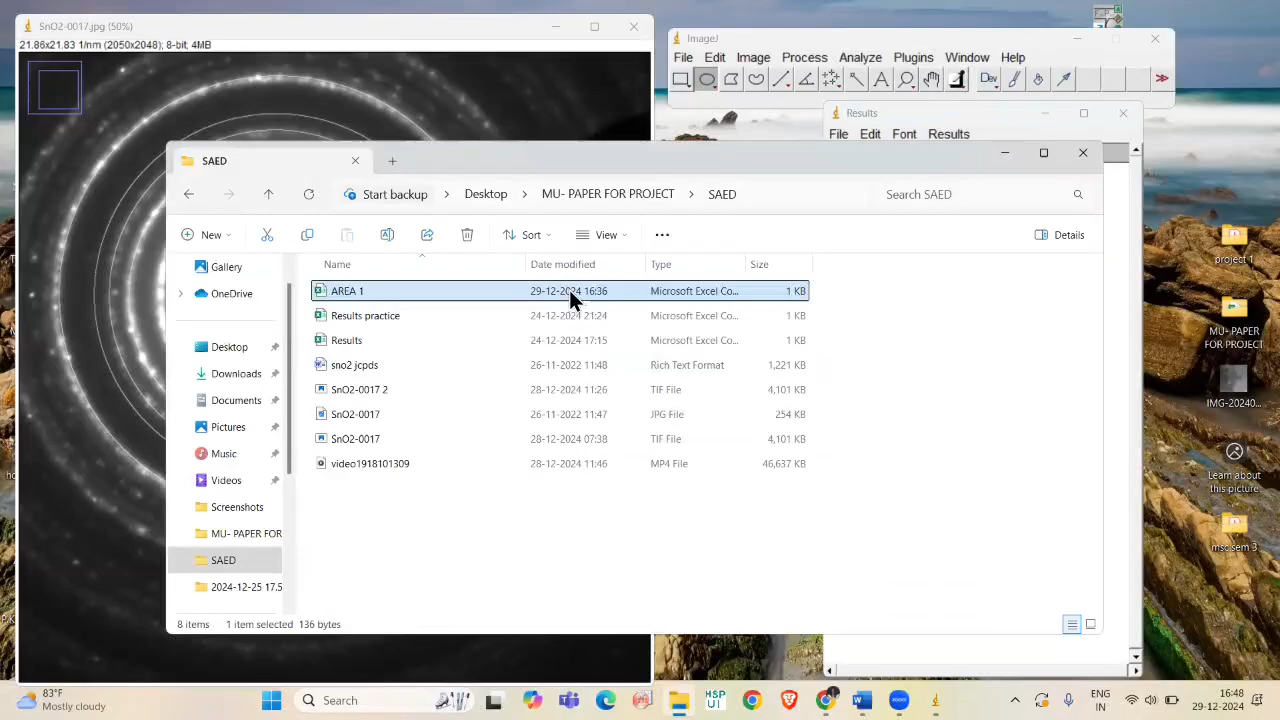 SnO2-0017.jpg (50%)
21.86x21.83 1/nm (2050x2048); 8-bit; 4MB
ImageJ
File Edit Image Process Analyze Plugins Window Help
Dev
Results
File Edit Font Results
SAED
Start backup Desktop MU- PAPER FOR PROJECT SAED
Search SAED
New Sort View Details
Name Date modified Type Size
AREA 1 29-12-2024 16:36 Microsoft Excel Co... 1 KB
Results practice 24-12-2024 21:24 Microsoft Excel Co... 1 KB
Results 24-12-2024 17:15 Microsoft Excel Co... 1 KB
sno2 jcpds 26-11-2022 11:48 Rich Text Format 1,221 KB
SnO2-0017 2 28-12-2024 11:26 TIF File 4,101 KB
SnO2-0017 26-11-2022 11:47 JPG File 254 KB
SnO2-0017 28-12-2024 07:38 TIF File 4,101 KB
video1918101309 28-12-2024 11:46 MP4 File 46,637 KB
Gallery
OneDrive
Desktop
Downloads
Documents
Pictures
Music
Videos
Screenshots
MU- PAPER FOR
SAED
2024-12-25 17.5
8 items 1 item selected 136 bytes
project 1
MU- PAPER
FOR PROJECT
IMG-20240...
Learn about
this picture
msc sem 3
83°F
Mostly cloudy
Search
HSP
UI
zoom
ENG
IN
16:48
29-12-2024